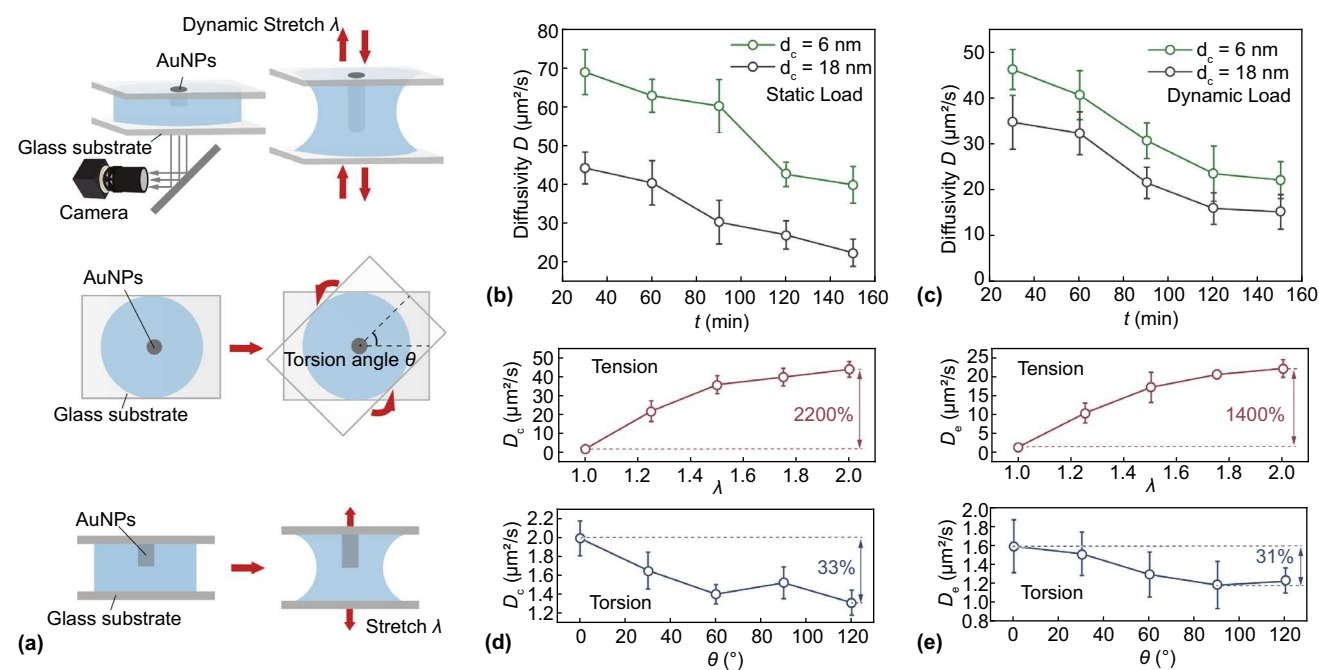 Dynamic Stretch λ
AuNPs
Glass substrate
Camera
AuNPs
Torsion angle θ
Glass substrate
AuNPs
Glass substrate
Stretch λ
(a)
80
70
60
50
40
30
20
Diffusivity D (μm²/s)
d_c = 6 nm
d_c = 18 nm
Static Load
(b)
20 40 60 80 100 120 140 160
t (min)
50
40
30
20
10
0
Diffusivity D (μm²/s)
d_c = 6 nm
d_c = 18 nm
Dynamic Load
(c)
20 40 60 80 100 120 140 160
t (min)
50
40
30
20
10
0
D_c (μm²/s)
Tension
2200%
1.0 1.2 1.4 1.6 1.8 2.0
λ
2.2
2.0
1.8
1.6
1.4
1.2
D_c (μm²/s)
33%
Torsion
0 20 40 60 80 100 120
(d)
θ (°)
25
20
15
10
5
0
D_e (μm²/s)
Tension
1400%
1.0 1.2 1.4 1.6 1.8 2.0
λ
2.0
1.8
1.6
1.4
1.2
1.0
0.8
D_e (μm²/s)
31%
Torsion
0 20 40 60 80 100 120
(e)
θ (°)